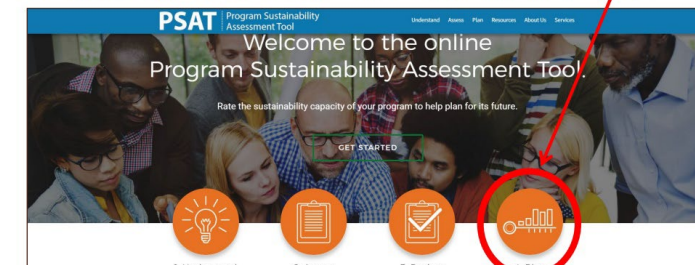 PSAT
Program Sustainability
Assessment Tool
Understand Assess Plan Resources About Us Services
Welcome to the online
Program Sustainability Assessment Tool.
Rate the sustainability capacity of your program to help plan for its future.
GET STARTED